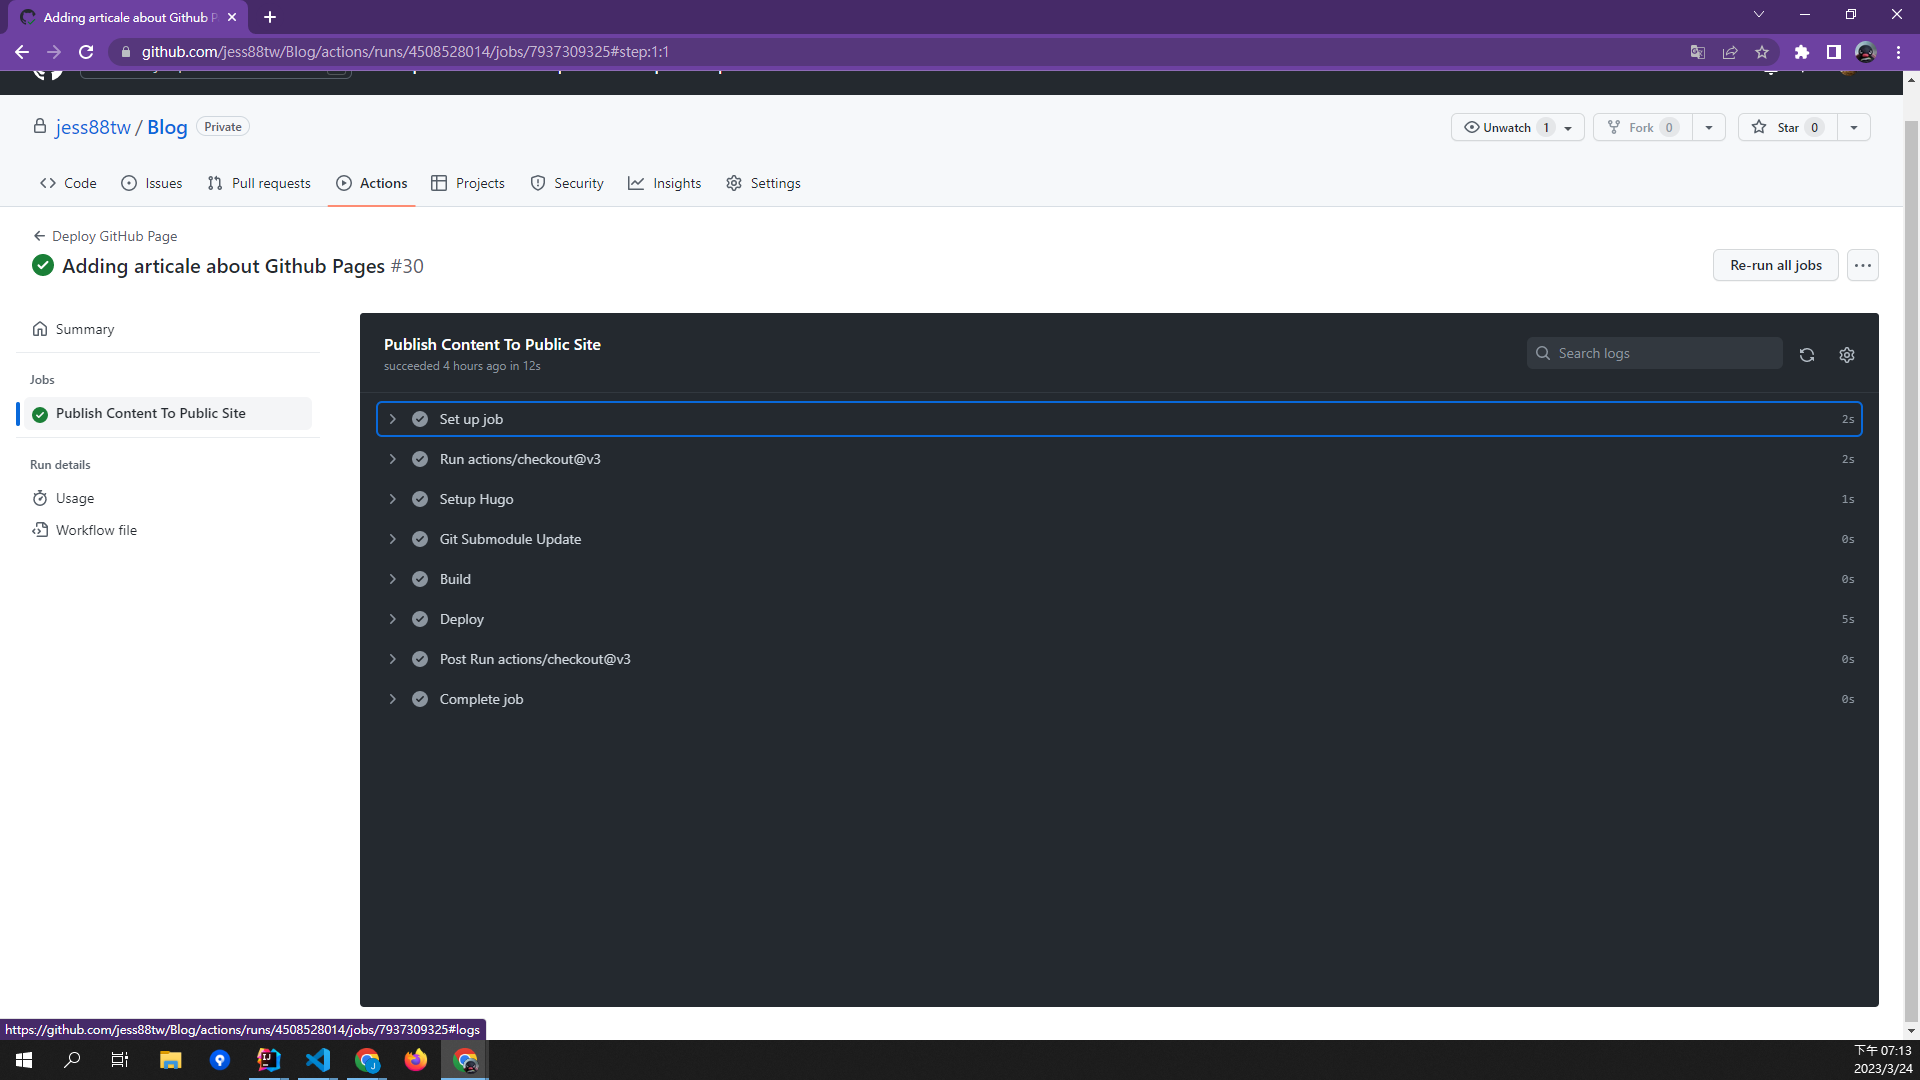 Adding articale about Github P
github.com/jess88tw/Blog/actions/runs/4508528014/jobs/7937309325#step:1:1
jess88tw / Blog Private
Unwatch 1
Fork 0
Star 0
Code
Issues
Pull requests
Actions
Projects
Security
Insights
Settings
Deploy GitHub Page
Adding articale about Github Pages #30
Re-run all jobs
Summary
Jobs
Publish Content To Public Site
Run details
Usage
Workflow file
Publish Content To Public Site
succeeded 4 hours ago in 12s
Search logs
Set up job 2s
Run actions/checkout@v3 2s
Setup Hugo 1s
Git Submodule Update 0s
Build 0s
Deploy 5s
Post Run actions/checkout@v3 0s
Complete job 0s
https://github.com/jess88tw/Blog/actions/runs/4508528014/jobs/7937309325#logs
下午 07:13
2023/3/24